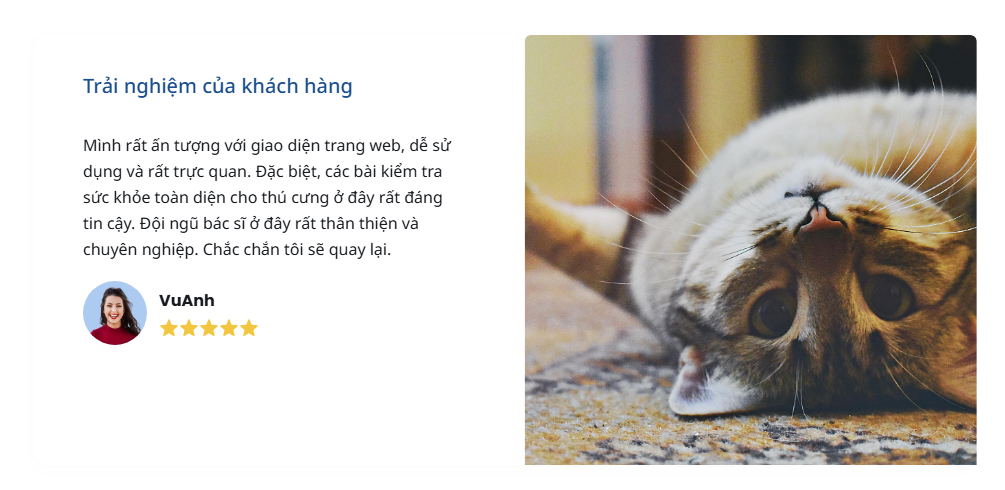 Trải nghiệm của khách hàng
Mình rất ấn tượng với giao diện trang web, dễ sử
dụng và rất trực quan. Đặc biệt, các bài kiểm tra
sức khỏe toàn diện cho thú cưng ở đây rất đáng
tin cậy. Đội ngũ bác sĩ ở đây rất thân thiện và
chuyên nghiệp. Chắc chắn tôi sẽ quay lại.
VuAnh